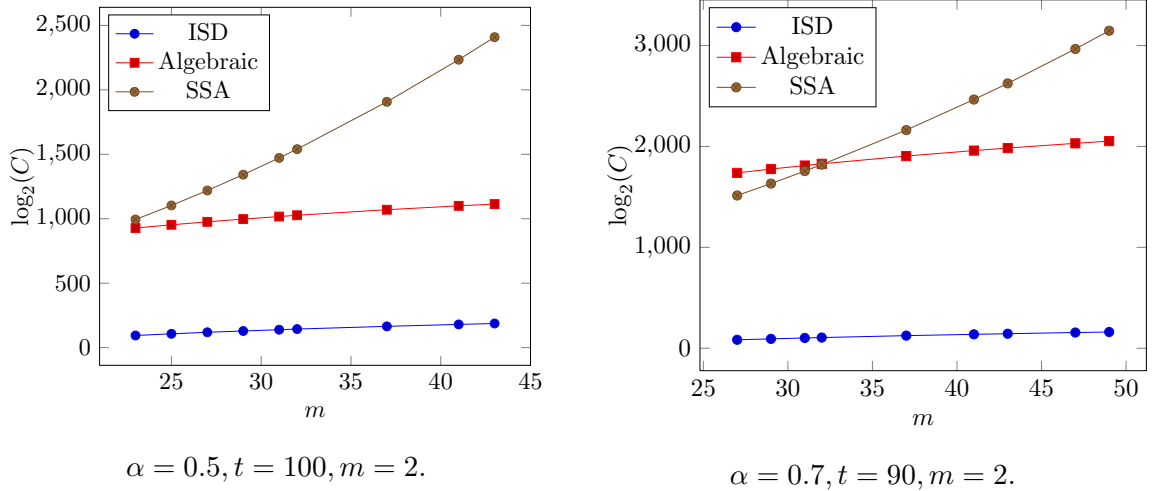 2,500
2,000
1,500
1,000
500
0
25
30
35
40
45
m
log₂(C)
ISD
Algebraic
SSA
α = 0.5, t = 100, m = 2.
3,000
2,000
1,000
0
25
30
35
40
45
50
m
log₂(C)
ISD
Algebraic
SSA
α = 0.7, t = 90, m = 2.